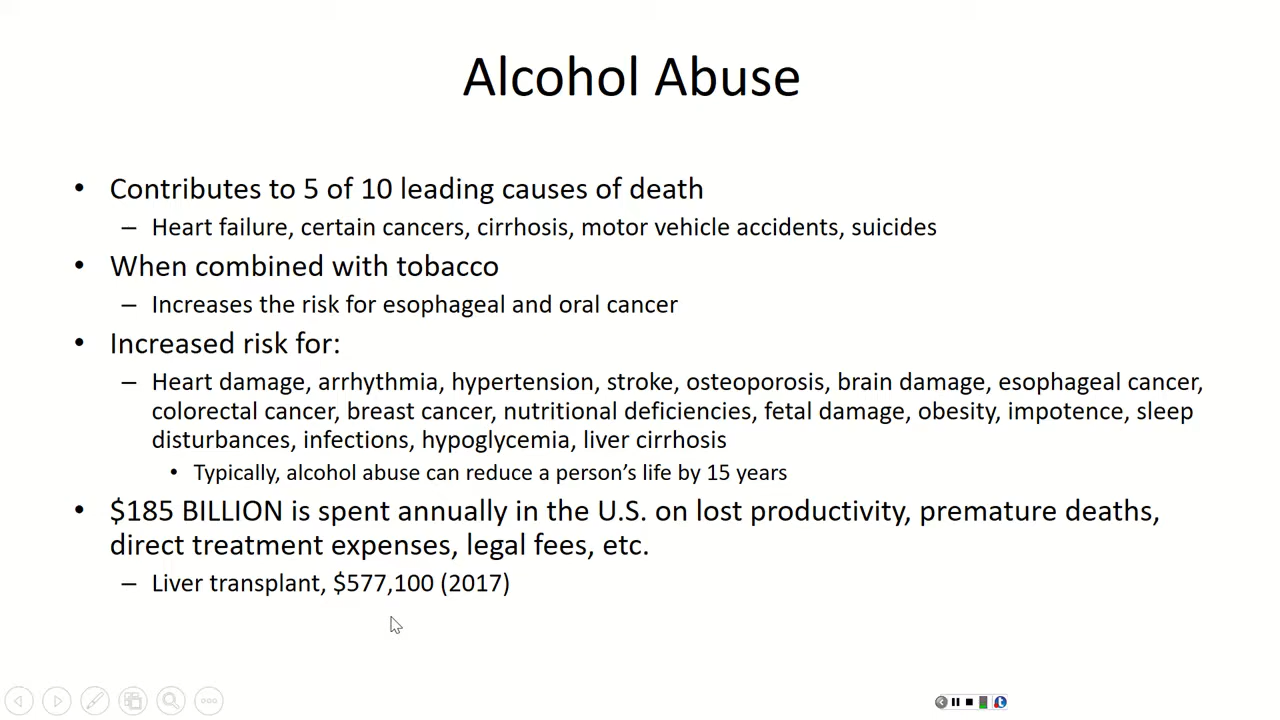 Alcohol Abuse
• Contributes to 5 of 10 leading causes of death
– Heart failure, certain cancers, cirrhosis, motor vehicle accidents, suicides
• When combined with tobacco
– Increases the risk for esophageal and oral cancer
• Increased risk for:
– Heart damage, arrhythmia, hypertension, stroke, osteoporosis, brain damage, esophageal cancer,
colorectal cancer, breast cancer, nutritional deficiencies, fetal damage, obesity, impotence, sleep
disturbances, infections, hypoglycemia, liver cirrhosis
• Typically, alcohol abuse can reduce a person’s life by 15 years
• $185 BILLION is spent annually in the U.S. on lost productivity, premature deaths,
direct treatment expenses, legal fees, etc.
– Liver transplant, $577,100 (2017)